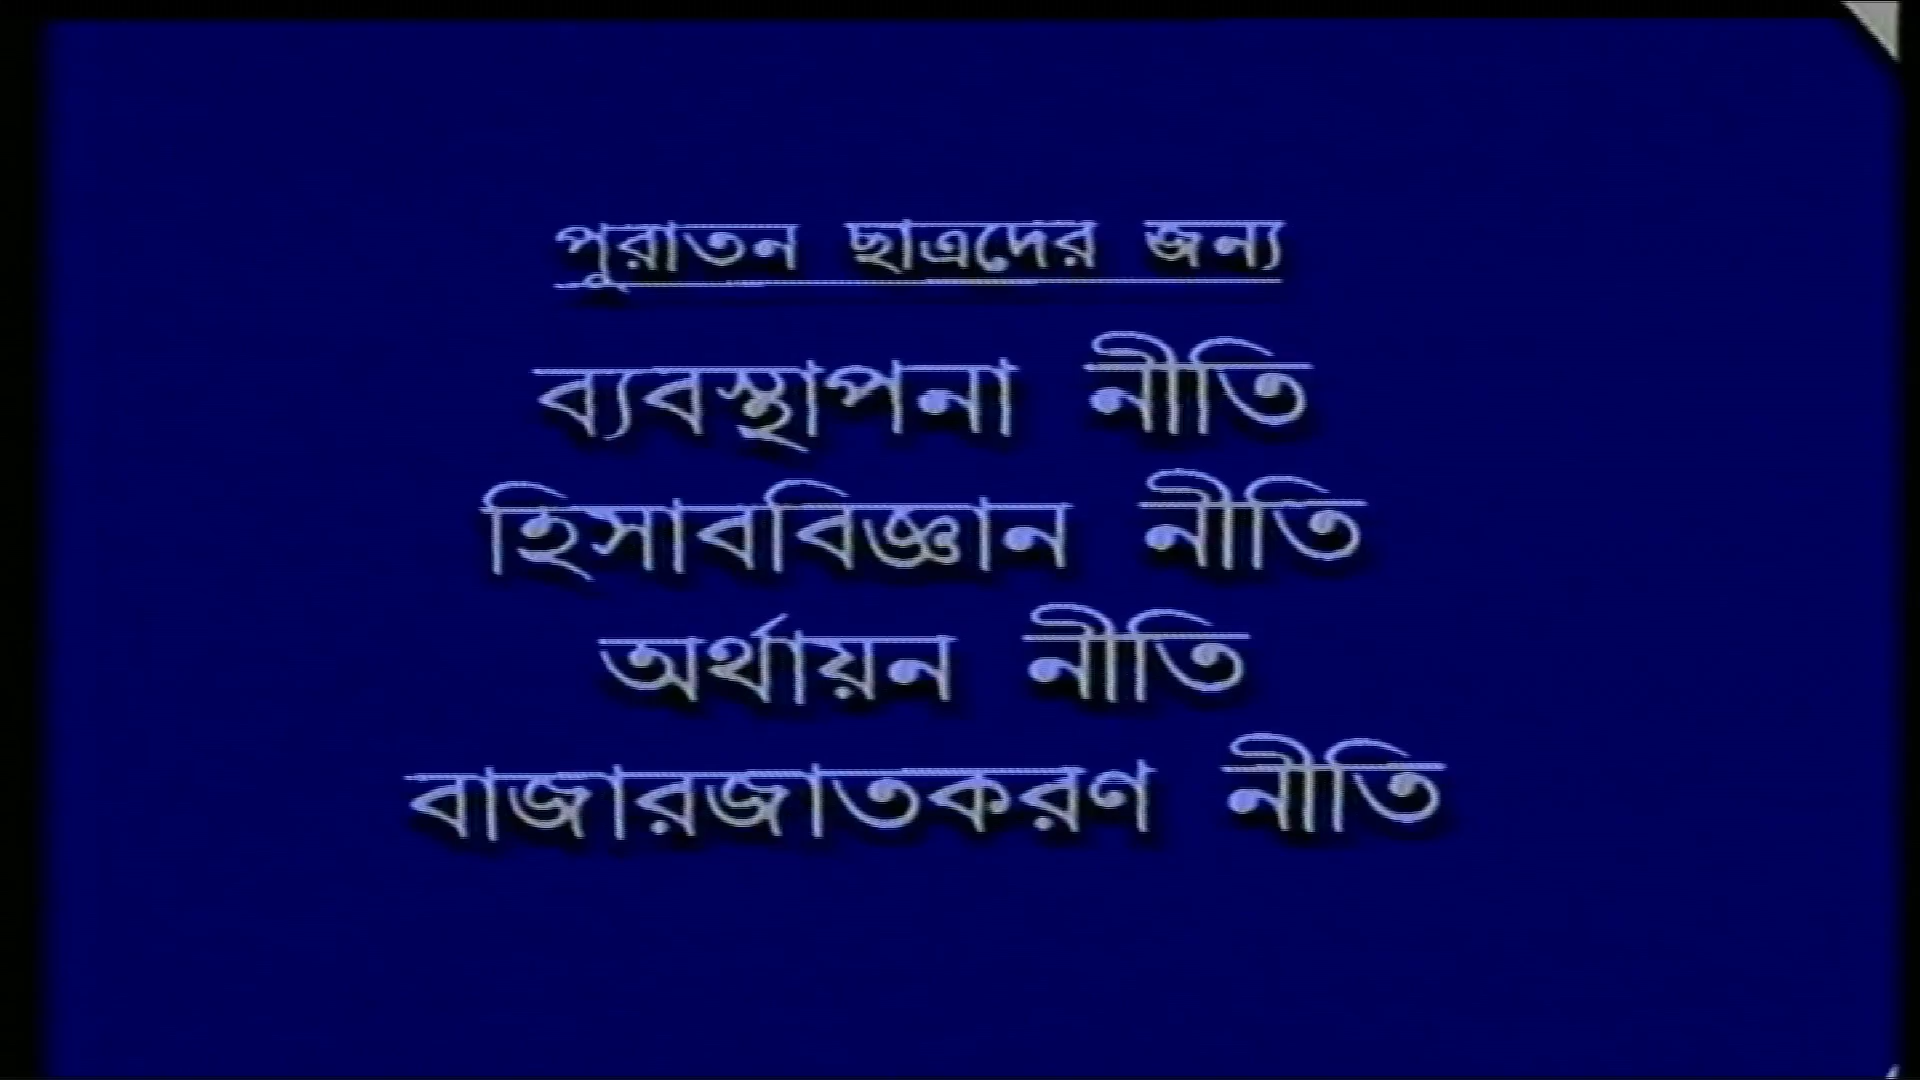 পুরাতন ছাত্রদের জন্য
ব্যবস্থাপনা নীতি
হিসাববিজ্ঞান নীতি
অর্থায়ন নীতি
বাজারজাতকরণ নীতি